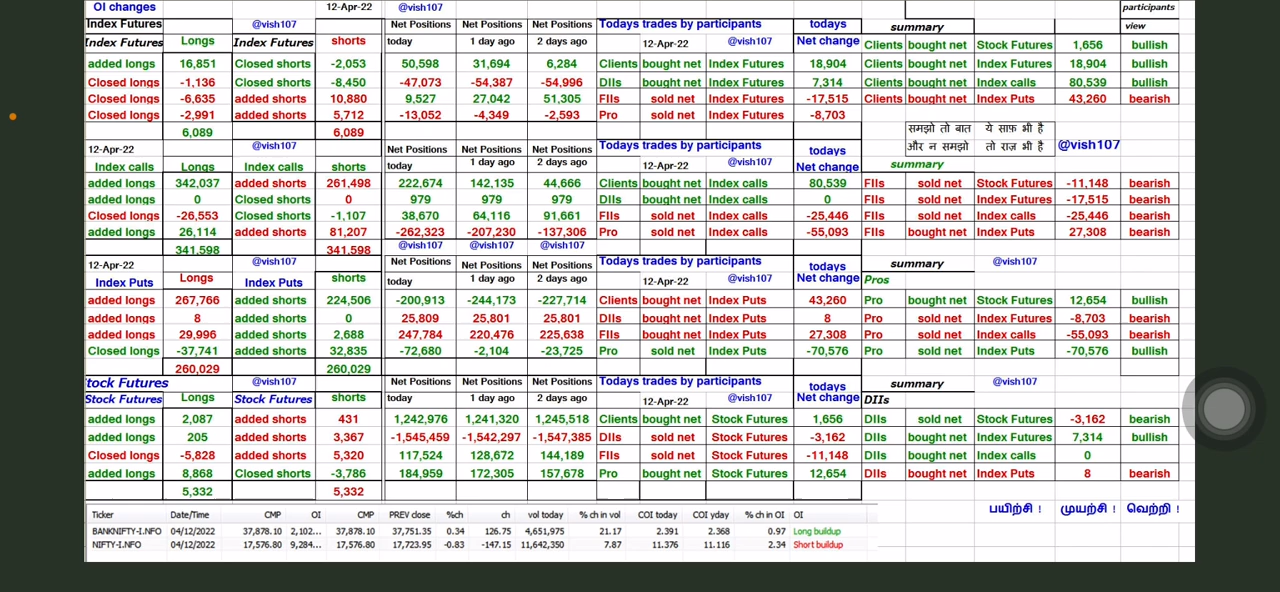 OI changes 12-Apr-22 @vish107 participants
Index Futures @vish107 Net Positions Net Positions Net Positions Todays trades by participants todays summary view
Index Futures Longs Index Futures shorts today 1 day ago 2 days ago 12-Apr-22 @vish107 Net change Clients bought net Stock Futures 1,656 bullish
added longs 16,851 Closed shorts -2,053 50,598 31,694 6,284 Clients bought net Index Futures 18,904 Clients bought net Index Futures 18,904 bullish
Closed longs -1,136 Closed shorts -8,450 -47,073 -54,387 -54,996 DIIs bought net Index Futures 7,314 Clients bought net Index calls 80,539 bullish
Closed longs -6,635 added shorts 10,880 9,527 27,042 51,305 FIIs sold net Index Futures -17,515 Clients bought net Index Puts 43,260 bearish
Closed longs -2,991 added shorts 5,712 -13,052 -4,349 -2,593 Pro sold net Index Futures -8,703
6,089 6,089 समझो तो बात ये साफ़ भी है
12-Apr-22 @vish107 Net Positions Net Positions Net Positions Todays trades by participants todays और न समझो तो राज़ भी है @vish107
Index calls Longs Index calls shorts today 1 day ago 2 days ago 12-Apr-22 @vish107 Net change summary
added longs 342,037 added shorts 261,498 222,674 142,135 44,666 Clients bought net Index calls 80,539 FIIs sold net Stock Futures -11,148 bearish
added longs 0 added shorts 0 979 979 979 DIIs bought net Index calls 0 FIIs sold net Index Futures -17,515 bearish
Closed longs -26,553 Closed shorts -1,107 38,670 64,116 91,661 FIIs sold net Index calls -25,446 FIIs sold net Index calls -25,446 bearish
added longs 26,114 added shorts 81,207 -262,323 -207,230 -137,306 Pro sold net Index calls -55,093 FIIs bought net Index Puts 27,308 bearish
341,598 341,598 @vish107 @vish107 @vish107
12-Apr-22 @vish107 Net Positions Net Positions Net Positions Todays trades by participants todays summary @vish107
Index Puts Longs Index Puts shorts today 1 day ago 2 days ago 12-Apr-22 @vish107 Net change Pros
added longs 267,766 added shorts 224,506 -200,913 -244,173 -227,714 Clients bought net Index Puts 43,260 Pro bought net Stock Futures 12,654 bullish
added longs 8 added shorts 0 25,809 25,801 25,801 DIIs bought net Index Puts 8 Pro sold net Index Futures -8,703 bearish
added longs 29,996 added shorts 2,688 247,784 220,476 225,638 FIIs bought net Index Puts 27,308 Pro sold net Index calls -55,093 bearish
Closed longs -37,741 added shorts 32,835 -72,680 -2,104 -23,725 Pro sold net Index Puts -70,576 Pro sold net Index Puts -70,576 bullish
260,029 260,029
tock Futures @vish107 Net Positions Net Positions Net Positions Todays trades by participants todays summary @vish107
Stock Futures Longs Stock Futures shorts today 1 day ago 2 days ago 12-Apr-22 @vish107 Net change DIIs
added longs 2,087 added shorts 431 1,242,976 1,241,320 1,245,518 Clients bought net Stock Futures 1,656 DIIs sold net Stock Futures -3,162 bearish
added longs 205 added shorts 3,367 -1,545,459 -1,542,297 -1,547,385 DIIs sold net Stock Futures -3,162 DIIs bought net Index Futures 7,314 bullish
Closed longs -5,828 added shorts 5,320 117,524 128,672 144,189 FIIs sold net Stock Futures -11,148 DIIs bought net Index calls 0
added longs 8,868 Closed shorts -3,786 184,959 172,305 157,678 Pro bought net Stock Futures 12,654 DIIs bought net Index Puts 8 bearish
5,332 5,332
Ticker Date/Time CMP OI CMP PREV close %ch ch vol today % ch in vol COI today COI yday % ch in OI OI பயிற்சி ! முயற்சி ! வெற்றி !
BANKNIFTY-I.NFO 04/12/2022 37,878.10 2,102... 37,878.10 37,751.35 0.34 126.75 4,651,975 21.17 2.391 2.368 0.97 Long buildup
NIFTY-I.NFO 04/12/2022 17,576.80 9,284... 17,576.80 17,723.95 -0.83 -147.15 11,642,350 7.87 11.376 11.116 2.34 Short buildup